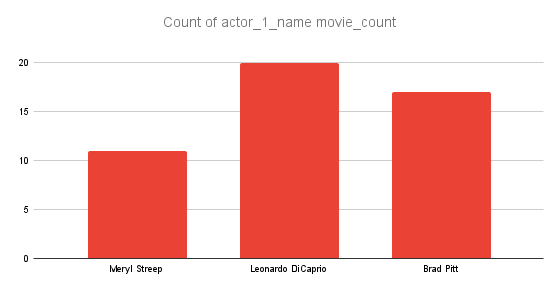 Count of actor_1_name movie_count
20
15
10
5
0
Meryl Streep
Leonardo DiCaprio
Brad Pitt